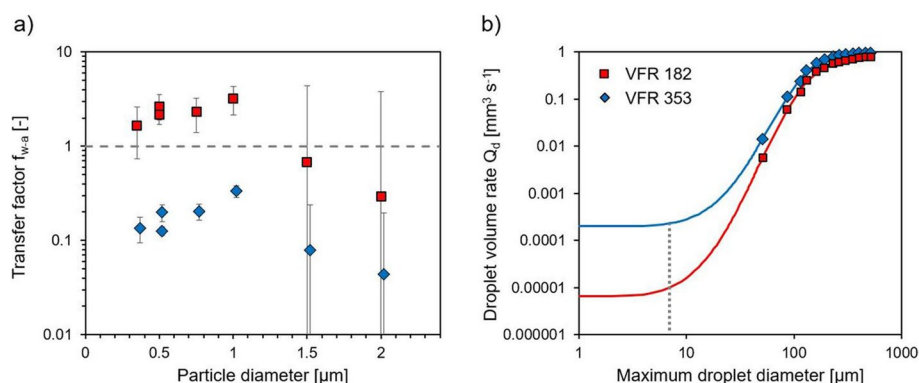 a)
10
1
0.1
0.01
Transfer factor f w-a [-]
0
0.5
1
1.5
2
Particle diameter [µm]
b)
1
0.1
0.01
0.001
0.0001
0.00001
0.000001
Droplet volume rate Qd [mm³ s⁻¹]
VFR 182
VFR 353
1
10
100
1000
Maximum droplet diameter [µm]